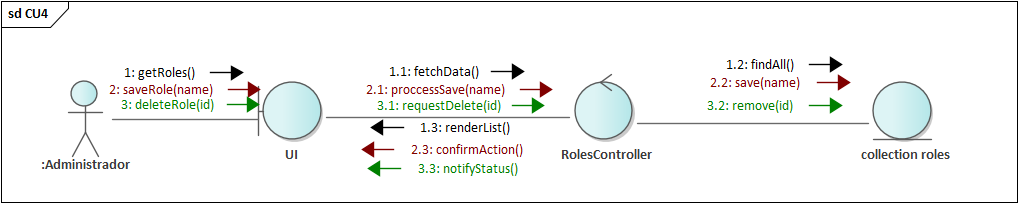 sd CU4
1: getRoles()
2: saveRole(name)
3: deleteRole(id)
1.1: fetchData()
2.1: proccessSave(name)
3.1: requestDelete(id)
1.2: findAll()
2.2: save(name)
3.2: remove(id)
1.3: renderList()
2.3: confirmAction()
3.3: notifyStatus()
:Administrador
UI
RolesController
collection roles